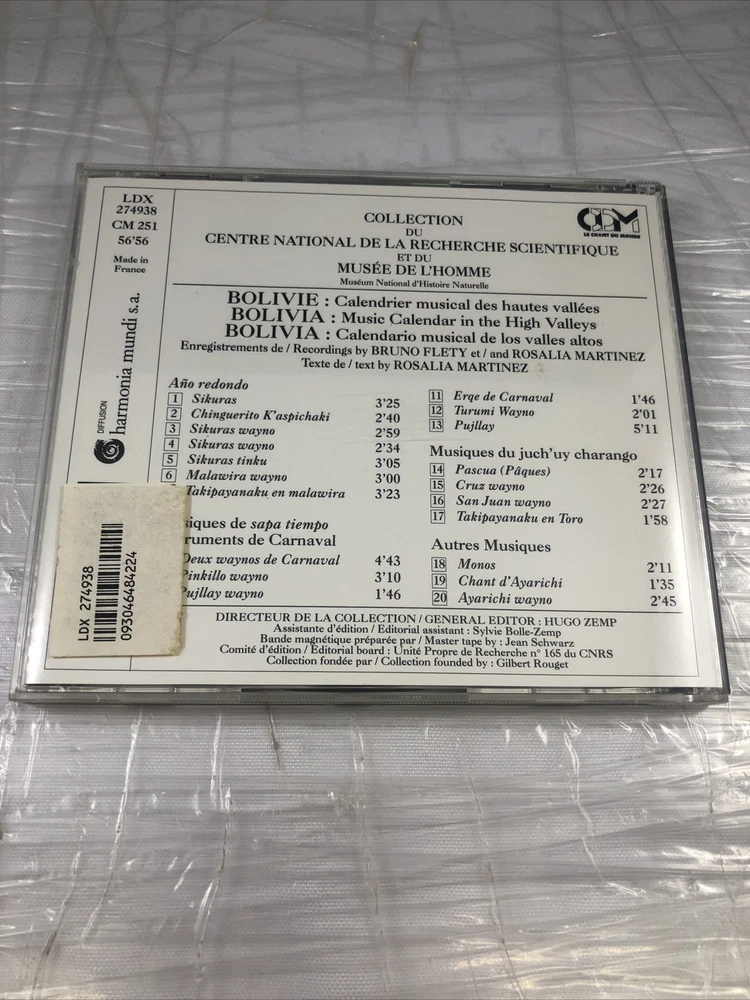 LDX
274938
CM 251
56'56
Made in
France
DIFFUSION
harmonia mundi s.a.
CDM
LE CHANT DU MONDE
COLLECTION
DU
CENTRE NATIONAL DE LA RECHERCHE SCIENTIFIQUE
ET DU
MUSÉE DE L'HOMME
Muséum National d'Histoire Naturelle
BOLIVIE : Calendrier musical des hautes vallées
BOLIVIA : Music Calendar in the High Valleys
BOLIVIA : Calendario musical de los valles altos
Enregistrements de / Recordings by BRUNO FLETY et / and ROSALIA MARTINEZ
Texte de / text by ROSALIA MARTINEZ
Año redondo
1 Sikuras 3'25
2 Chinguerito K'aspichaki 2'40
3 Sikuras wayno 2'59
4 Sikuras wayno 2'34
5 Sikuras tinku 3'05
6 Malawira wayno 3'00
Takipayanaku en malawira 3'23
siques de sapa tiempo
ruments de Carnaval
Deux waynos de Carnaval 4'43
Pinkillo wayno 3'10
Pujllay wayno 1'46
11 Erqe de Carnaval 1'46
12 Turumi Wayno 2'01
13 Pujllay 5'11
Musiques du juch'uy charango
14 Pascua (Pâques) 2'17
15 Cruz wayno 2'26
16 San Juan wayno 2'27
17 Takipayanaku en Toro 1'58
Autres Musiques
18 Monos 2'11
19 Chant d'Ayarichi 1'35
20 Ayarichi wayno 2'45
DIRECTEUR DE LA COLLECTION / GENERAL EDITOR : HUGO ZEMP
Assistante d'édition / Editorial assistant : Sylvie Bolle-Zemp
Bande magnétique préparée par / Master tape by : Jean Schwarz
Comité d'édition / Editorial board : Unité Propre de Recherche n° 165 du CNRS
Collection fondée par / Collection founded by : Gilbert Rouget
LDX 274938
093046484224